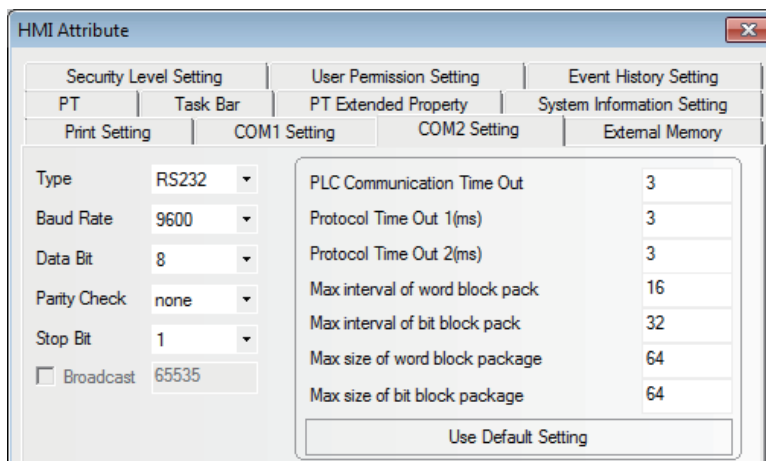 HMI Attribute
Security Level Setting User Permission Setting Event History Setting
PT Task Bar PT Extended Property System Information Setting
Print Setting COM1 Setting COM2 Setting External Memory
Type RS232
Baud Rate 9600
Data Bit 8
Parity Check none
Stop Bit 1
Broadcast 65535
PLC Communication Time Out 3
Protocol Time Out 1(ms) 3
Protocol Time Out 2(ms) 3
Max interval of word block pack 16
Max interval of bit block pack 32
Max size of word block package 64
Max size of bit block package 64
Use Default Setting